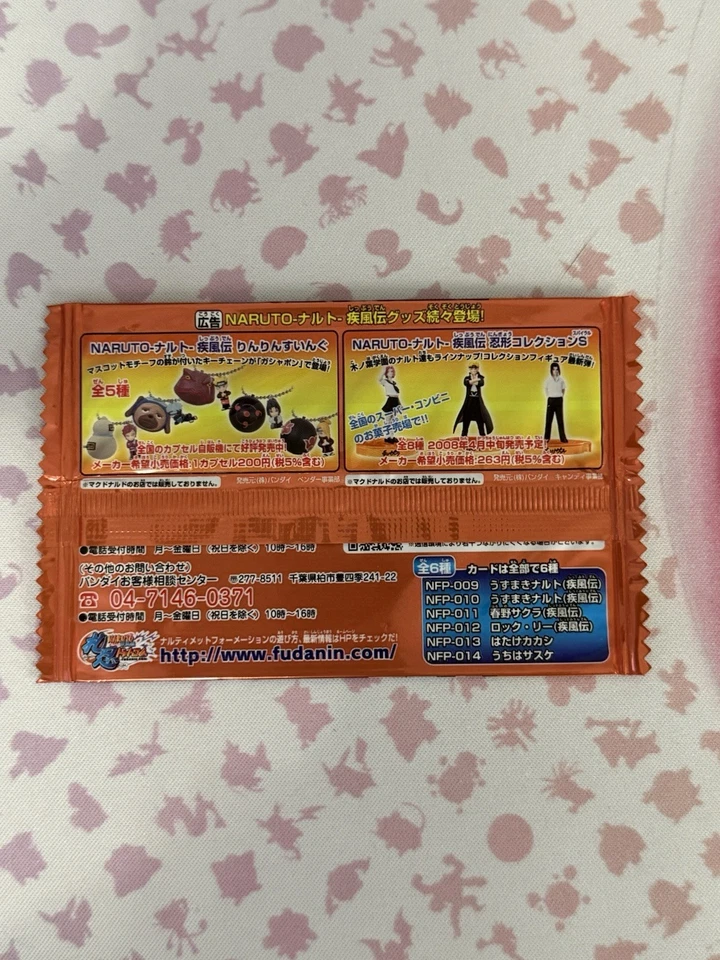 広告 NARUTO-ナルト- 疾風伝グッズ続々登場!
NARUTO-ナルト- 疾風伝 りんりんすいんぐ
マスコットモチーフの鈴が付いたキーチェーンが「ガシャポン」で登場!
全5種
全国のカプセル自販機にて好評発売中
メーカー希望小売価格:1カプセル200円(税5%含む)
※マクドナルドのお店では販売しておりません。
発売元:(株)バンダイ ベンダー事業部
NARUTO-ナルト- 疾風伝 忍形コレクションS
木ノ葉学園のナルト達もラインナップ!コレクションフィギュア最新弾!
全国のスーパー・コンビニ
のお菓子売場で!!
全8種 2008年4月中旬発売予定
メーカー希望小売価格:263円(税5%含む)
※マクドナルドのお店では販売しておりません。
発売元:(株)バンダイ キャンディ事業部
●電話受付時間 月〜金曜日(祝日を除く)10時〜16時
〈その他のお問い合わせ〉
バンダイお客様相談センター 〒277-8511 千葉県柏市豊四季241-22
☎ 04-7146-0371
●電話受付時間 月〜金曜日(祝日を除く)10時〜16時
ナルティメットフォーメーションの遊び方、最新情報はHPをチェックだ!
http://www.fudanin.com/
全6種 カードは全部で6種
NFP-009 うずまきナルト(疾風伝)
NFP-010 うずまきナルト(疾風伝)
NFP-011 春野サクラ(疾風伝)
NFP-012 ロック・リー(疾風伝)
NFP-013 はたけカカシ
NFP-014 うちはサスケ